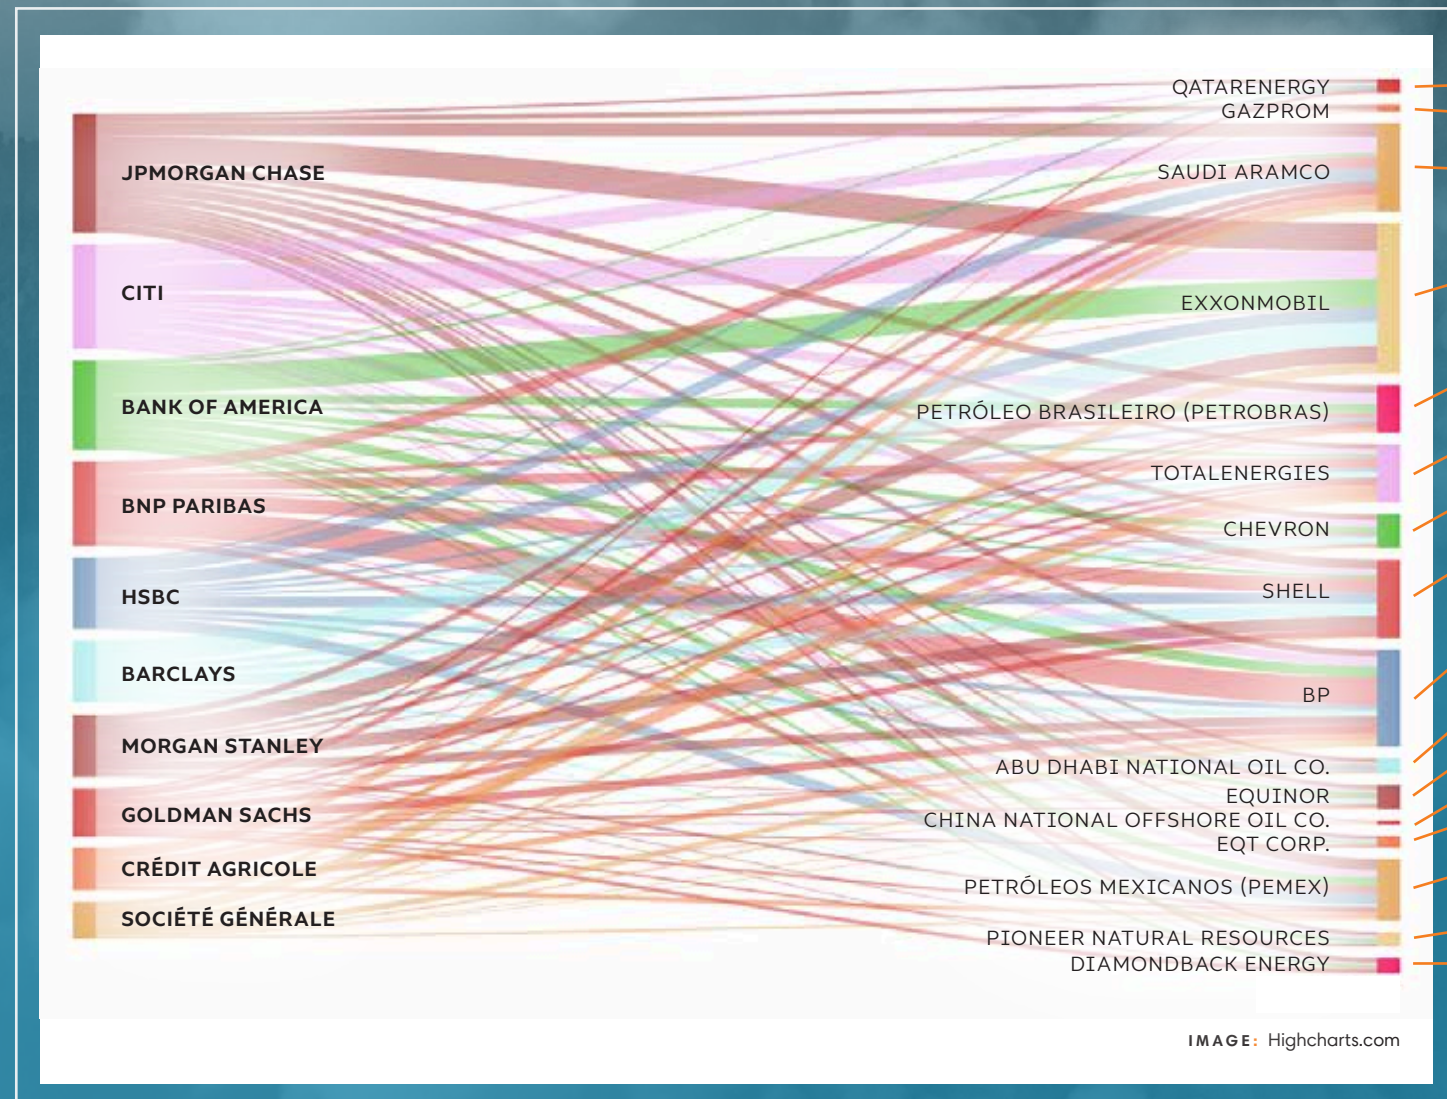 JPMORGAN CHASE
CITI
BANK OF AMERICA
BNP PARIBAS
HSBC
BARCLAYS
MORGAN STANLEY
GOLDMAN SACHS
CRÉDIT AGRICOLE
SOCIÉTÉ GÉNÉRALE
QATARENERGY
GAZPROM
SAUDI ARAMCO
EXXONMOBIL
PETRÓLEO BRASILEIRO (PETROBRAS)
TOTALENERGIES
CHEVRON
SHELL
BP
ABU DHABI NATIONAL OIL CO.
EQUINOR
CHINA NATIONAL OFFSHORE OIL CO.
EQT CORP.
PETRÓLEOS MEXICANOS (PEMEX)
PIONEER NATURAL RESOURCES
DIAMONDBACK ENERGY
IMAGE: Highcharts.com